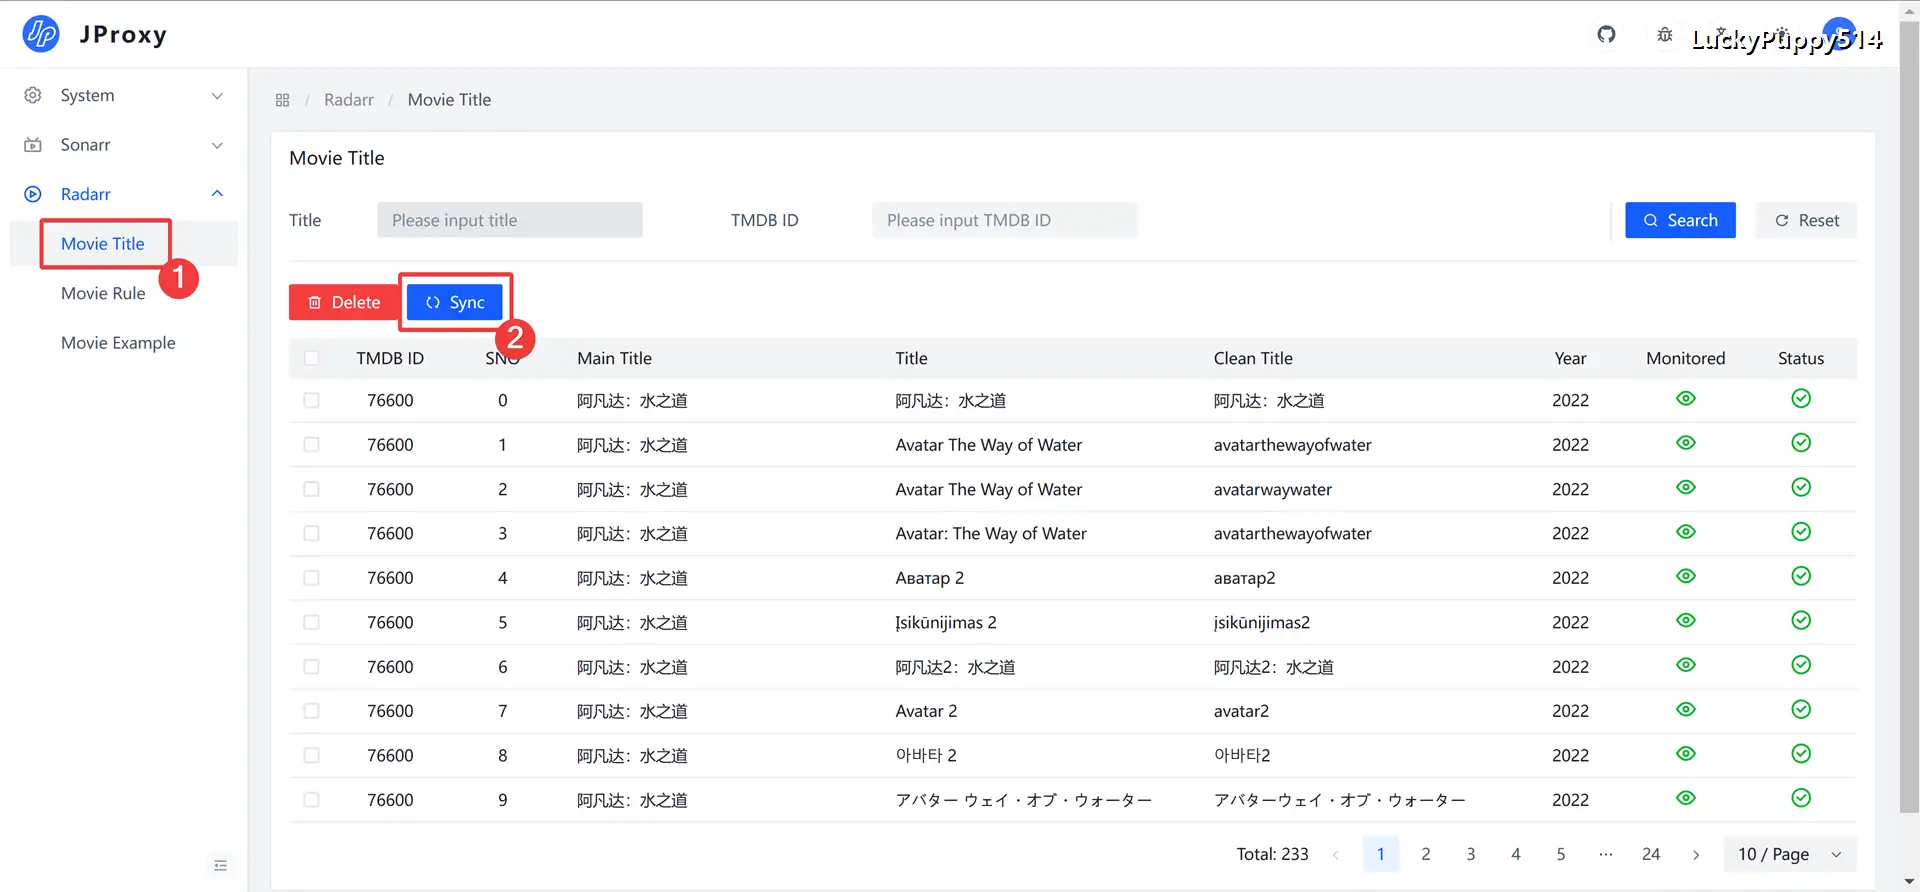 JProxy
LuckyPuppy514
System
Sonarr
Radarr
Movie Title
1
Movie Rule
Movie Example
/ Radarr / Movie Title
Movie Title
Title Please input title TMDB ID Please input TMDB ID Search Reset
Delete Sync
2
TMDB ID SNO Main Title Title Clean Title Year Monitored Status
76600 0 阿凡达：水之道 阿凡达：水之道 阿凡达：水之道 2022
76600 1 阿凡达：水之道 Avatar The Way of Water avatarthewayofwater 2022
76600 2 阿凡达：水之道 Avatar The Way of Water avatarwaywater 2022
76600 3 阿凡达：水之道 Avatar: The Way of Water avatarthewayofwater 2022
76600 4 阿凡达：水之道 Аватар 2 аватар2 2022
76600 5 阿凡达：水之道 Įsikūnijimas 2 įsikūnijimas2 2022
76600 6 阿凡达：水之道 阿凡达2：水之道 阿凡达2：水之道 2022
76600 7 阿凡达：水之道 Avatar 2 avatar2 2022
76600 8 阿凡达：水之道 아바타 2 아바타2 2022
76600 9 阿凡达：水之道 アバター ウェイ・オブ・ウォーター アバターウェイ・オブ・ウォーター 2022
Total: 233 1 2 3 4 5 ··· 24 10 / Page